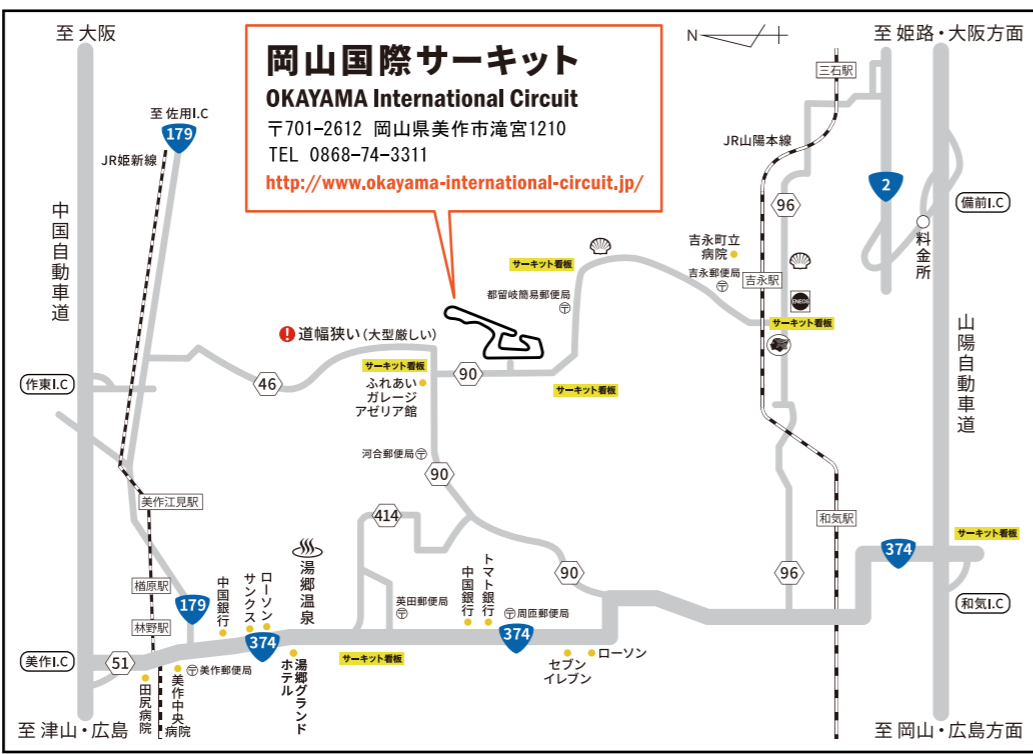 至 大阪
岡山国際サーキット
OKAYAMA International Circuit
〒701-2612 岡山県美作市滝宮1210
TEL 0868-74-3311
http://www.okayama-international-circuit.jp/
N
至 姫路・大阪方面
三石駅
至 佐用I.C
179
JR姫新線
JR山陽本線
2
96
備前I.C
料金所
中国自動車道
吉永町立
病院
吉永郵便局
〒
吉永駅
ENEOS
サーキット看板
サーキット看板
都留岐簡易郵便局
〒
山陽自動車道
道幅狭い(大型厳しい)
サーキット看板
作東I.C
46
90
サーキット看板
ふれあい
ガレージ
アゼリア館
河合郵便局〒
90
美作江見駅
414
和気駅
サーキット看板
374
湯郷温泉
楢原駅
179
林野駅
中国銀行
サンクス
ローソン
374
英田郵便局
〒
中国銀行
トマト銀行
〒周匝郵便局
374
90
96
和気I.C
美作I.C
51
〒美作郵便局
湯郷グランド
ホテル
サーキット看板
セブン
イレブン
ローソン
田尻病院
美作中央
病院
至 津山・広島
至 岡山・広島方面